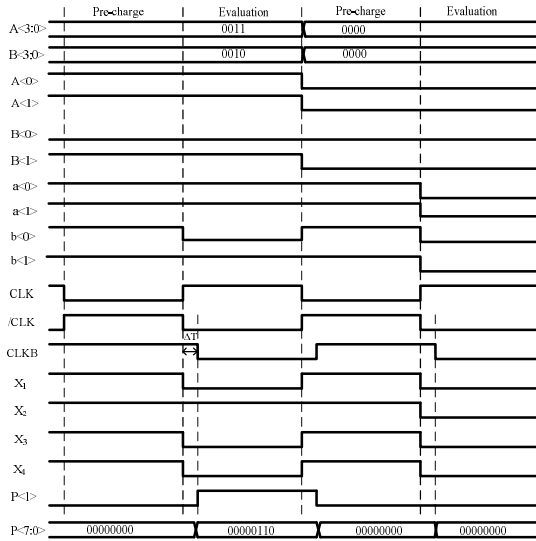 Pre-charge Evaluation Pre-charge Evaluation
A<3:0> 0011 0000
B<3:0> 0010 0000
A<0>
A<1>
B<0>
B<1>
a<0>
a<1>
b<0>
b<1>
CLK
/CLK
ΔT
CLKB
X1
X2
X3
X4
P<1>
P<7:0> 00000000 00000110 00000000 00000000